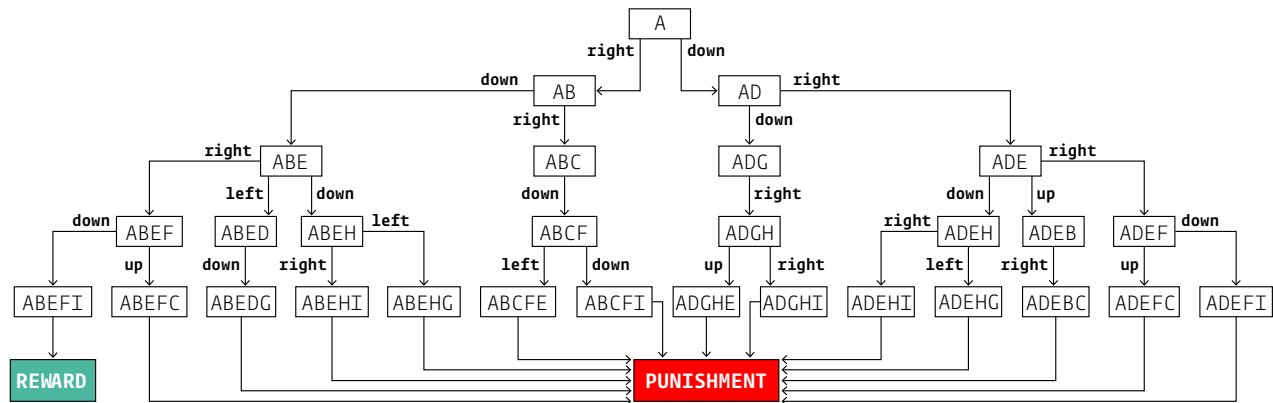 A
right down
down AB AD right
right down
right ABE ABC ADG ADE right
left down down right down up
down ABEF ABED ABEH left ABCF ADGH right ADEH ADEB ADEF down
up down right left down up right left right up
ABEFI ABEFC ABEDG ABEHI ABEHG ABCFE ABCFI ADGHE ADGHI ADEHI ADEHG ADEBC ADEFC ADEFI
REWARD PUNISHMENT